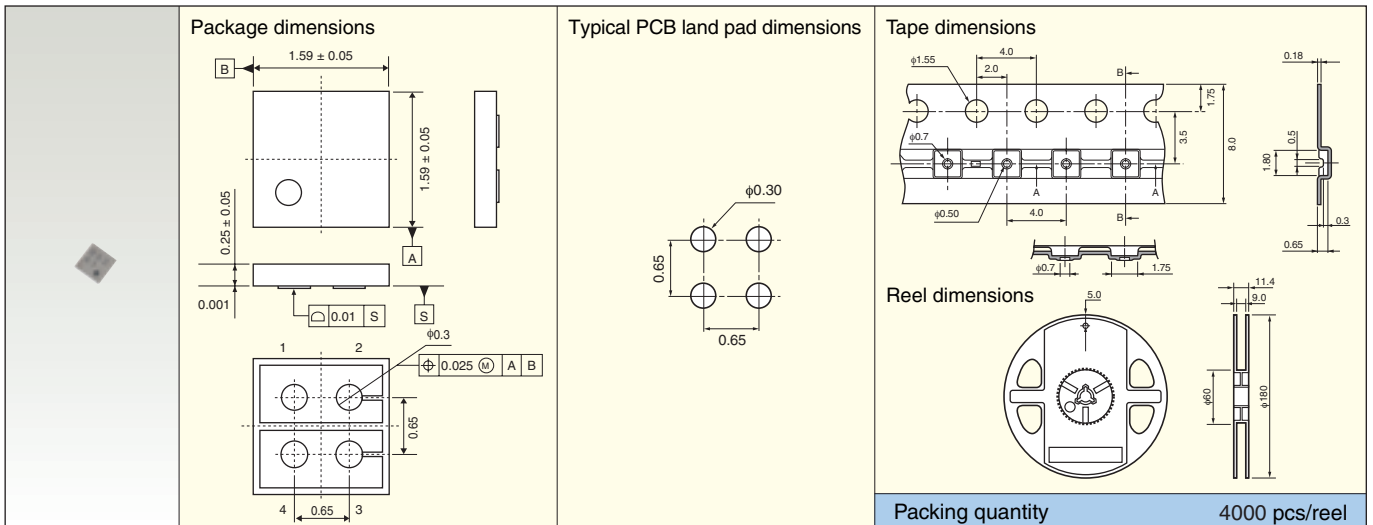 Package dimensions
B
1.59 ± 0.05
1.59 ± 0.05
A
0.25 ± 0.05
0.001
⌓ 0.01 S
S
φ0.3
⌖ 0.025 Ⓜ A B
1 2
0.65
4 0.65 3
Typical PCB land pad dimensions
φ0.30
0.65
0.65
Tape dimensions
φ1.55
4.0
2.0
B
1.75
3.5
8.0
φ0.7
A
A
φ0.50
4.0
B
φ0.7
1.75
0.18
0.5
1.80
0.3
0.65
Reel dimensions
5.0
11.4
9.0
φ60
φ180
Packing quantity 4000 pcs/reel